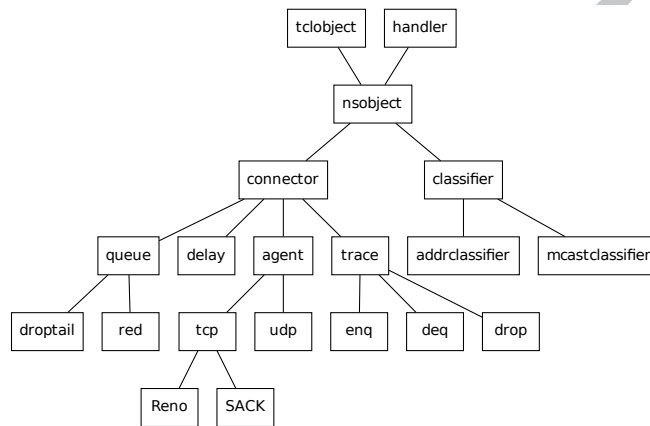 tclobject handler
nsobject
connector classifier
queue delay agent trace addrclassifier mcastclassifier
droptail red tcp udp enq deq drop
Reno SACK